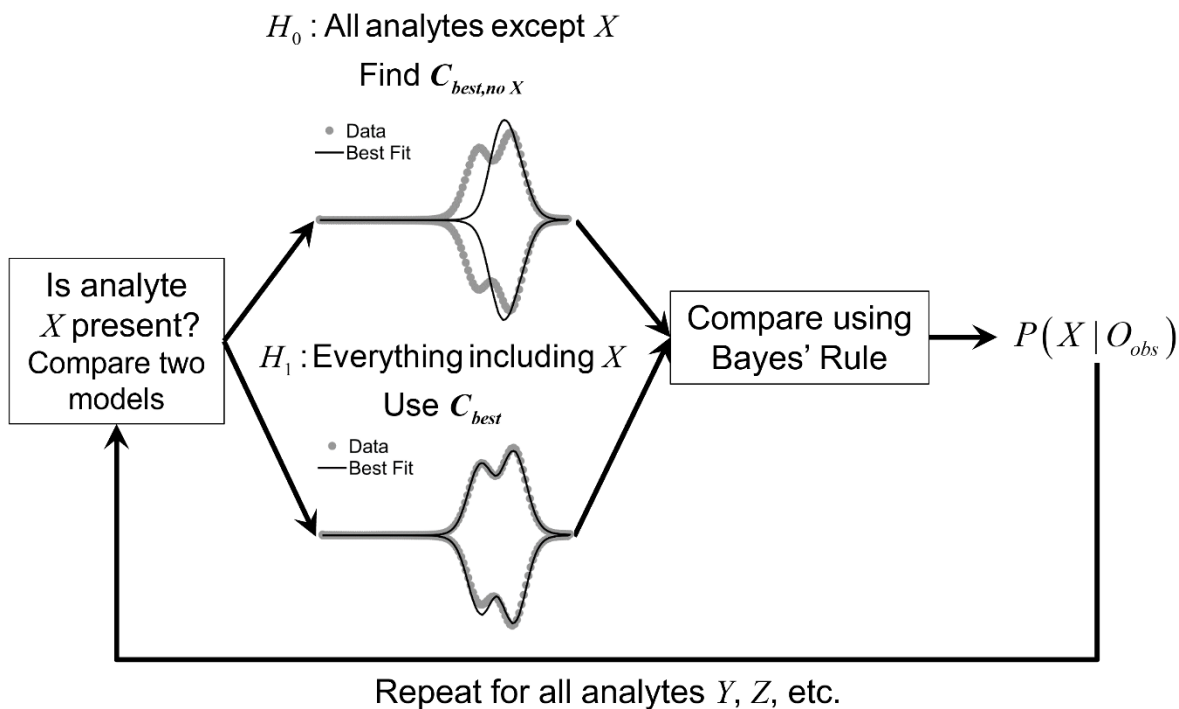 H₀ : All analytes except X
Find C_best,no X
Data
Best Fit
Is analyte
X present?
Compare two
models
H₁ : Everything including X
Use C_best
Data
Best Fit
Compare using
Bayes’ Rule
P(X | O_obs)
Repeat for all analytes Y, Z, etc.